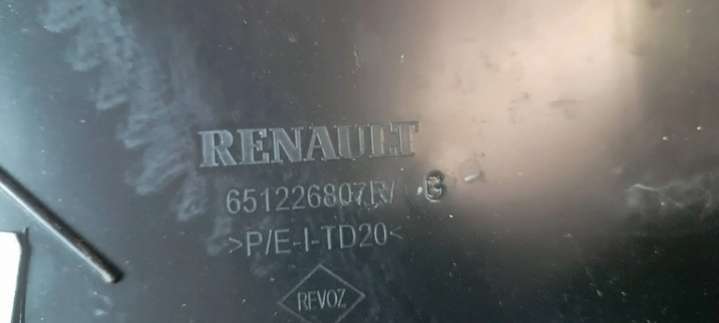 RENAULT
651226807R/ G
>P/E-I-TD20<
REVOZ